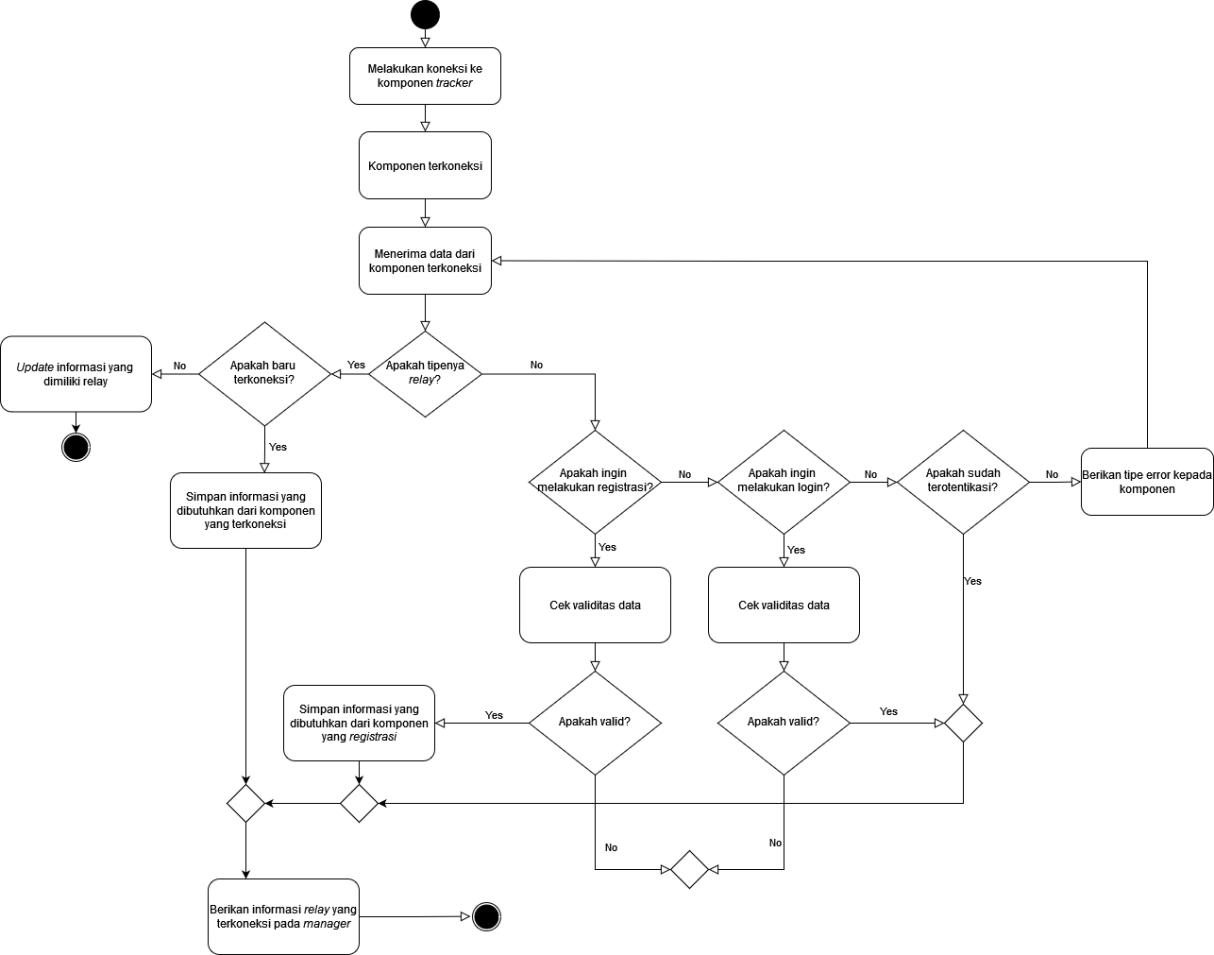 Melakukan koneksi ke
komponen tracker
Komponen terkoneksi
Menerima data dari
komponen terkoneksi
Update informasi yang
dimiliki relay
No
Apakah baru
terkoneksi?
Yes
Apakah tipenya
relay?
No
Yes
Simpan informasi yang
dibutuhkan dari komponen
yang terkoneksi
Apakah ingin
melakukan registrasi?
No
Apakah ingin
melakukan login?
No
Apakah sudah
terotentikasi?
No
Berikan tipe error kepada
komponen
Yes
Yes
Yes
Cek validitas data
Cek validitas data
Simpan informasi yang
dibutuhkan dari komponen
yang registrasi
Yes
Apakah valid?
Apakah valid?
Yes
No
No
Berikan informasi relay yang
terkoneksi pada manager